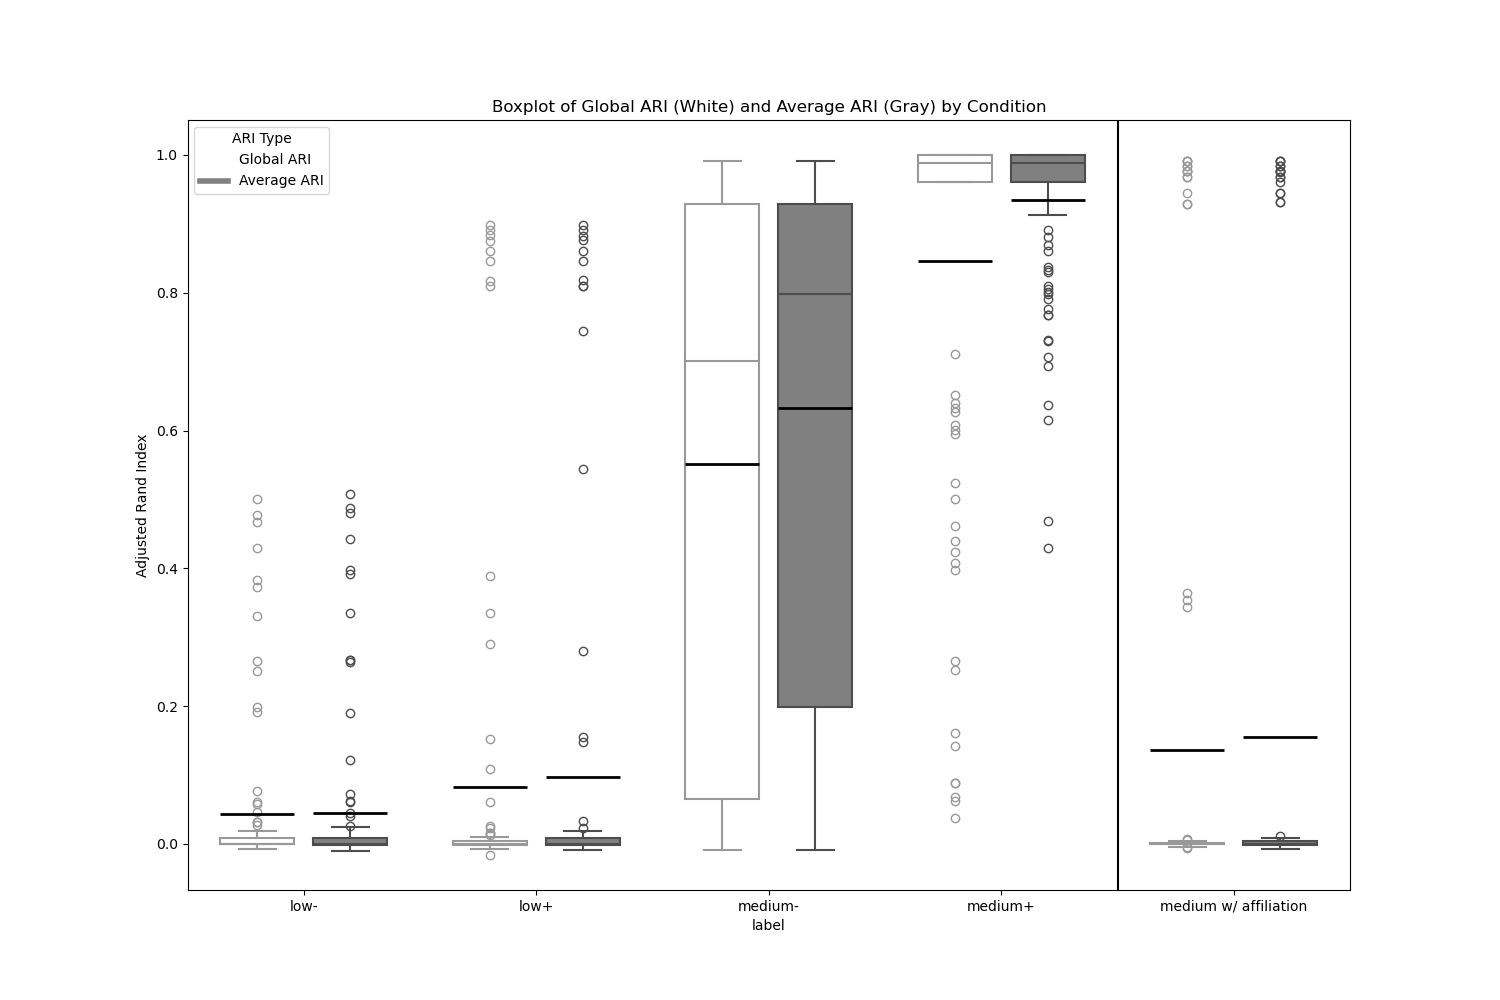 Boxplot of Global ARI (White) and Average ARI (Gray) by Condition
ARI Type
Global ARI
Average ARI
Adjusted Rand Index
1.0
0.8
0.6
0.4
0.2
0.0
low-
low+
medium-
medium+
medium w/ affiliation
label